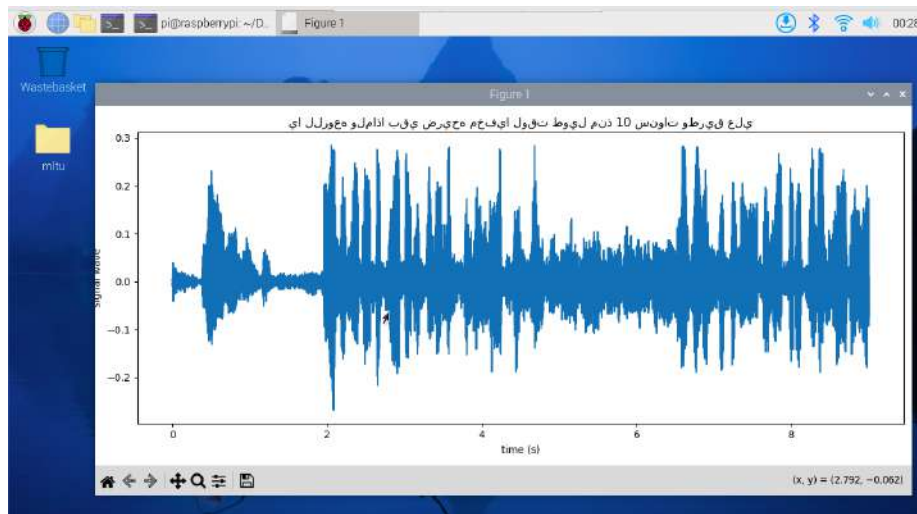 pi@raspberrypi: ~/D..
Figure 1
00:28
Wastebasket
mitu
Figure 1
يلع قيرطو تاونس 10 ذنم ليوط تقول ايفخم هحيرض يقب اذاملو هعورلل اي
0.3
0.2
0.1
0.0
−0.1
−0.2
signal wave
0 2 4 6 8
time (s)
(x, y) = (2.792, −0.062)